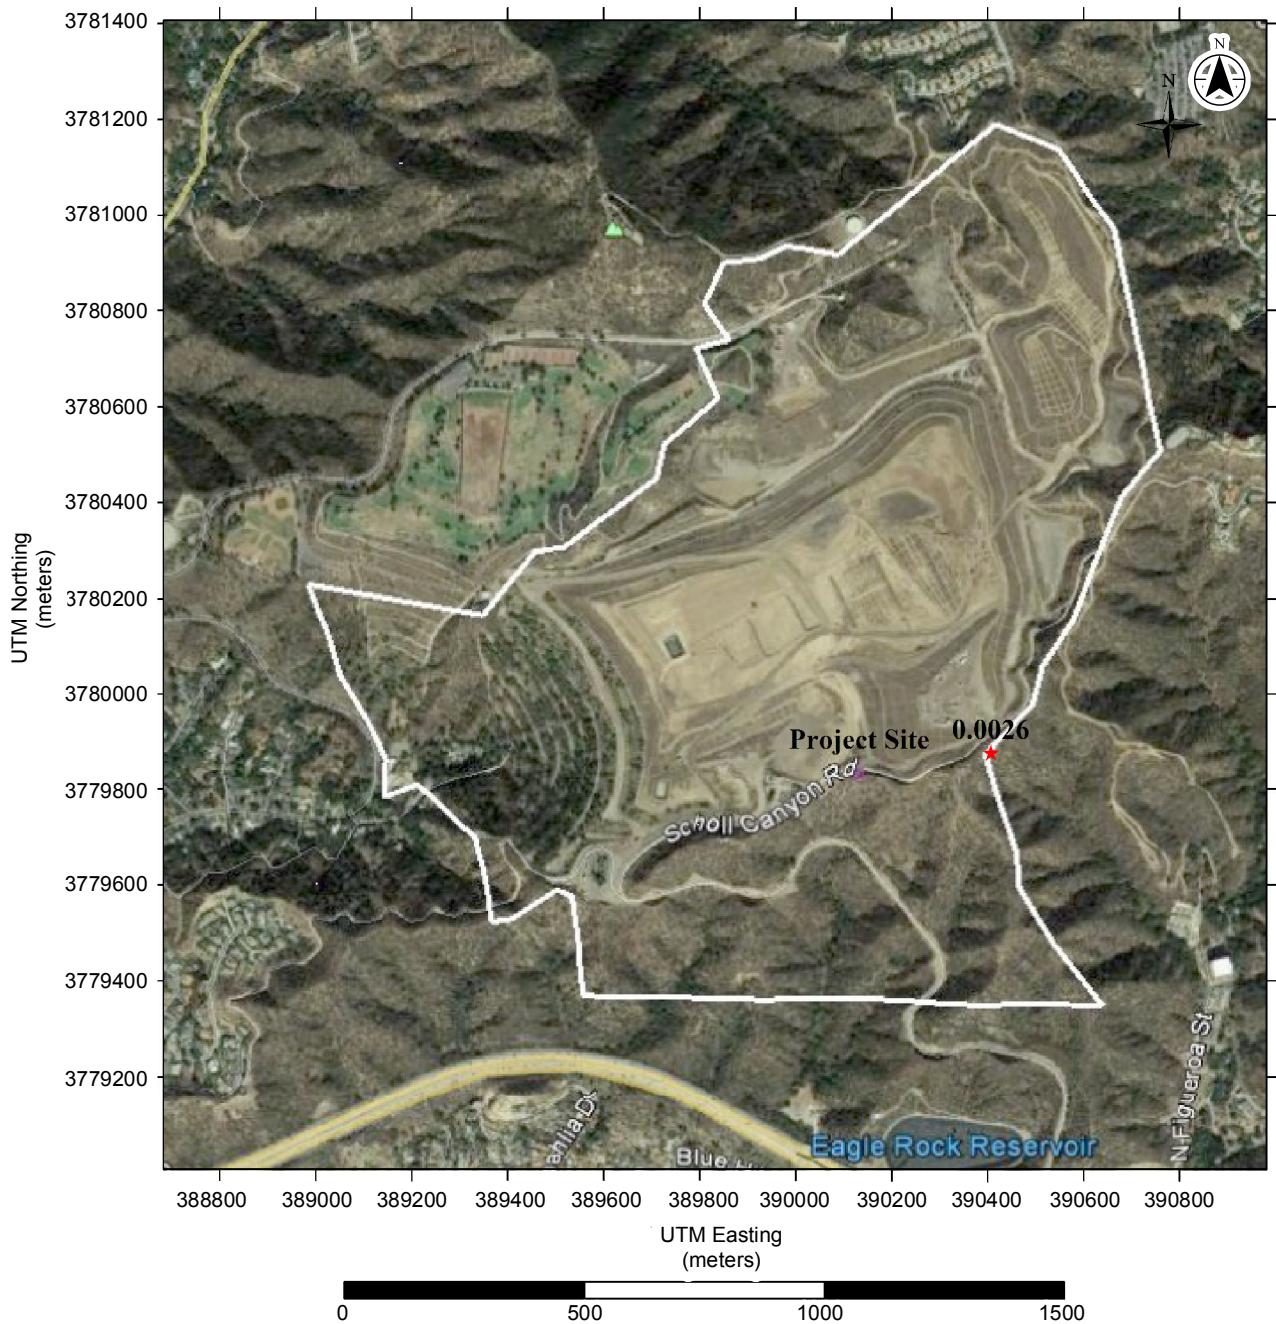 3781400
3781200
3781000
3780800
3780600
3780400
3780200
3780000
3779800
3779600
3779400
3779200
UTM Northing
(meters)
N
N
Project Site
0.0026
Scholl Canyon Rd
N Figueroa St
Eagle Rock Reservoir
ahlia Dr
Blue
388800 389000 389200 389400 389600 389800 390000 390200 390400 390600 390800
UTM Easting
(meters)
0 500 1000 1500